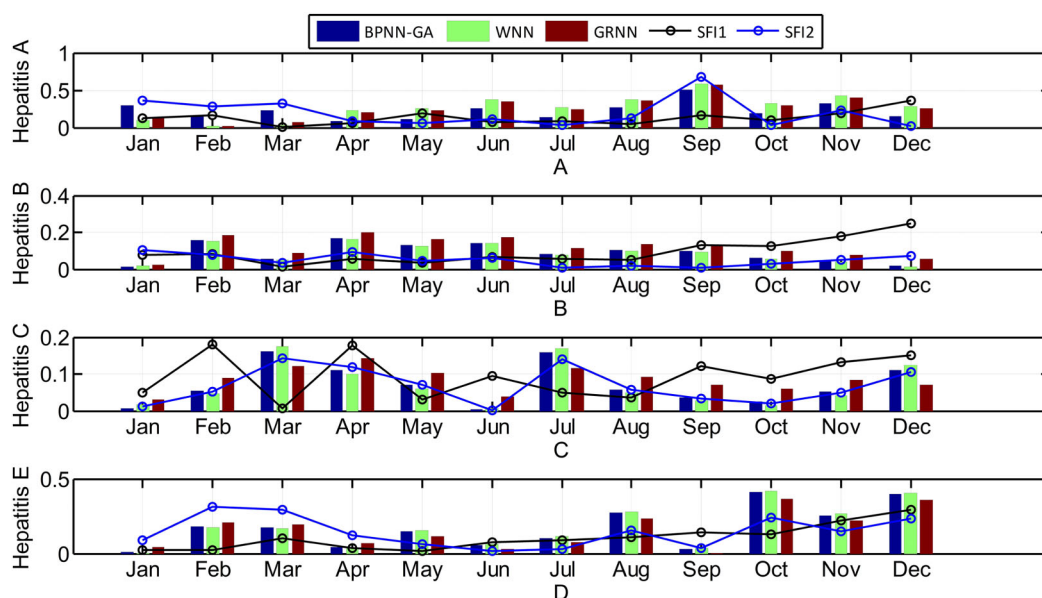 BPNN-GA WNN GRNN SFI1 SFI2
Hepatitis A
1
0.5
0
Jan Feb Mar Apr May Jun Jul Aug Sep Oct Nov Dec
A
Hepatitis B
0.4
0.2
0
Jan Feb Mar Apr May Jun Jul Aug Sep Oct Nov Dec
B
Hepatitis C
0.2
0.1
0
Jan Feb Mar Apr May Jun Jul Aug Sep Oct Nov Dec
C
Hepatitis E
0.5
0
Jan Feb Mar Apr May Jun Jul Aug Sep Oct Nov Dec
D